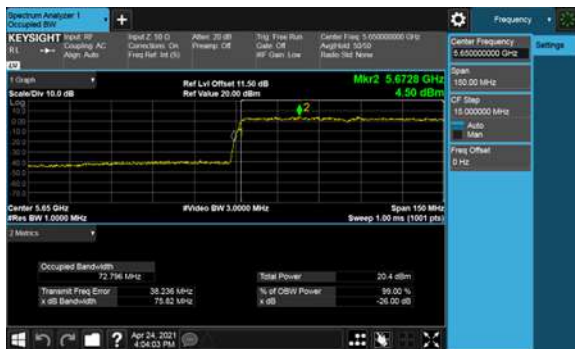 Spectrum Analyzer 1
Occupied BW
Frequency
KEYSIGHT Input: RF
RL
Coupling: AC
Align: Auto
Input Z: 50 Ω
Corrections: On
Freq Ref: Int (S)
Atten: 20 dB
Preamp: Off
Trig: Free Run
Gate: Off
#IF Gain: Low
Center Freq: 5.650000000 GHz
Avg|Hold: 50/50
Radio Std: None
Center Frequency
5.650000000 GHz
Settings
Span
150.00 MHz
CF Step
15.000000 MHz
Auto
Man
Freq Offset
0 Hz
1 Graph
Scale/Div 10.0 dB
Ref Lvl Offset 11.50 dB
Ref Value 20.00 dBm
Mkr2 5.6728 GHz
4.50 dBm
Log
2
Center 5.65 GHz
#Res BW 1.0000 MHz
#Video BW 3.0000 MHz
Span 150 MHz
Sweep 1.00 ms (1001 pts)
2 Metrics
Occupied Bandwidth
72.796 MHz
Total Power
20.4 dBm
Transmit Freq Error
38.236 MHz
% of OBW Power
99.00 %
x dB Bandwidth
75.82 MHz
x dB
-26.00 dB
Apr 24, 2021
4:04:03 PM